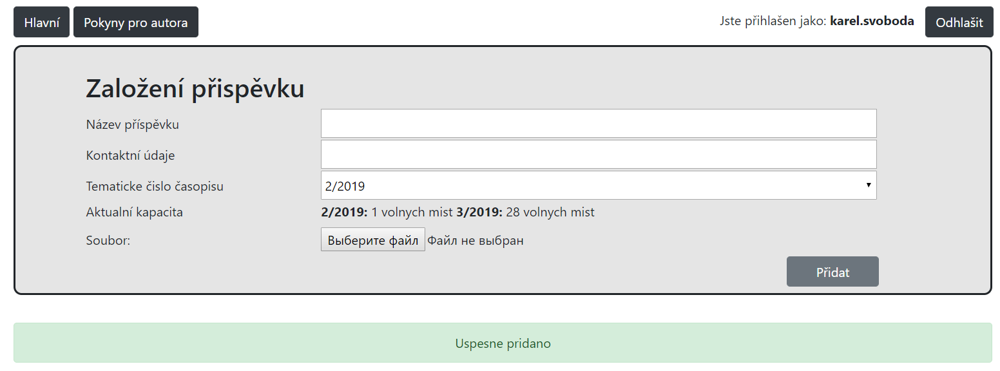 Hlavní Pokyny pro autora Jste přihlašen jako: karel.svoboda Odhlašit
Založení přispěvku
Název příspěvku
Kontaktní údaje
Tematicke čislo časopisu 2/2019
Aktualní kapacita 2/2019: 1 volnych mist 3/2019: 28 volnych mist
Soubor: Выберите файл Файл не выбран
Přidat
Uspesne pridano